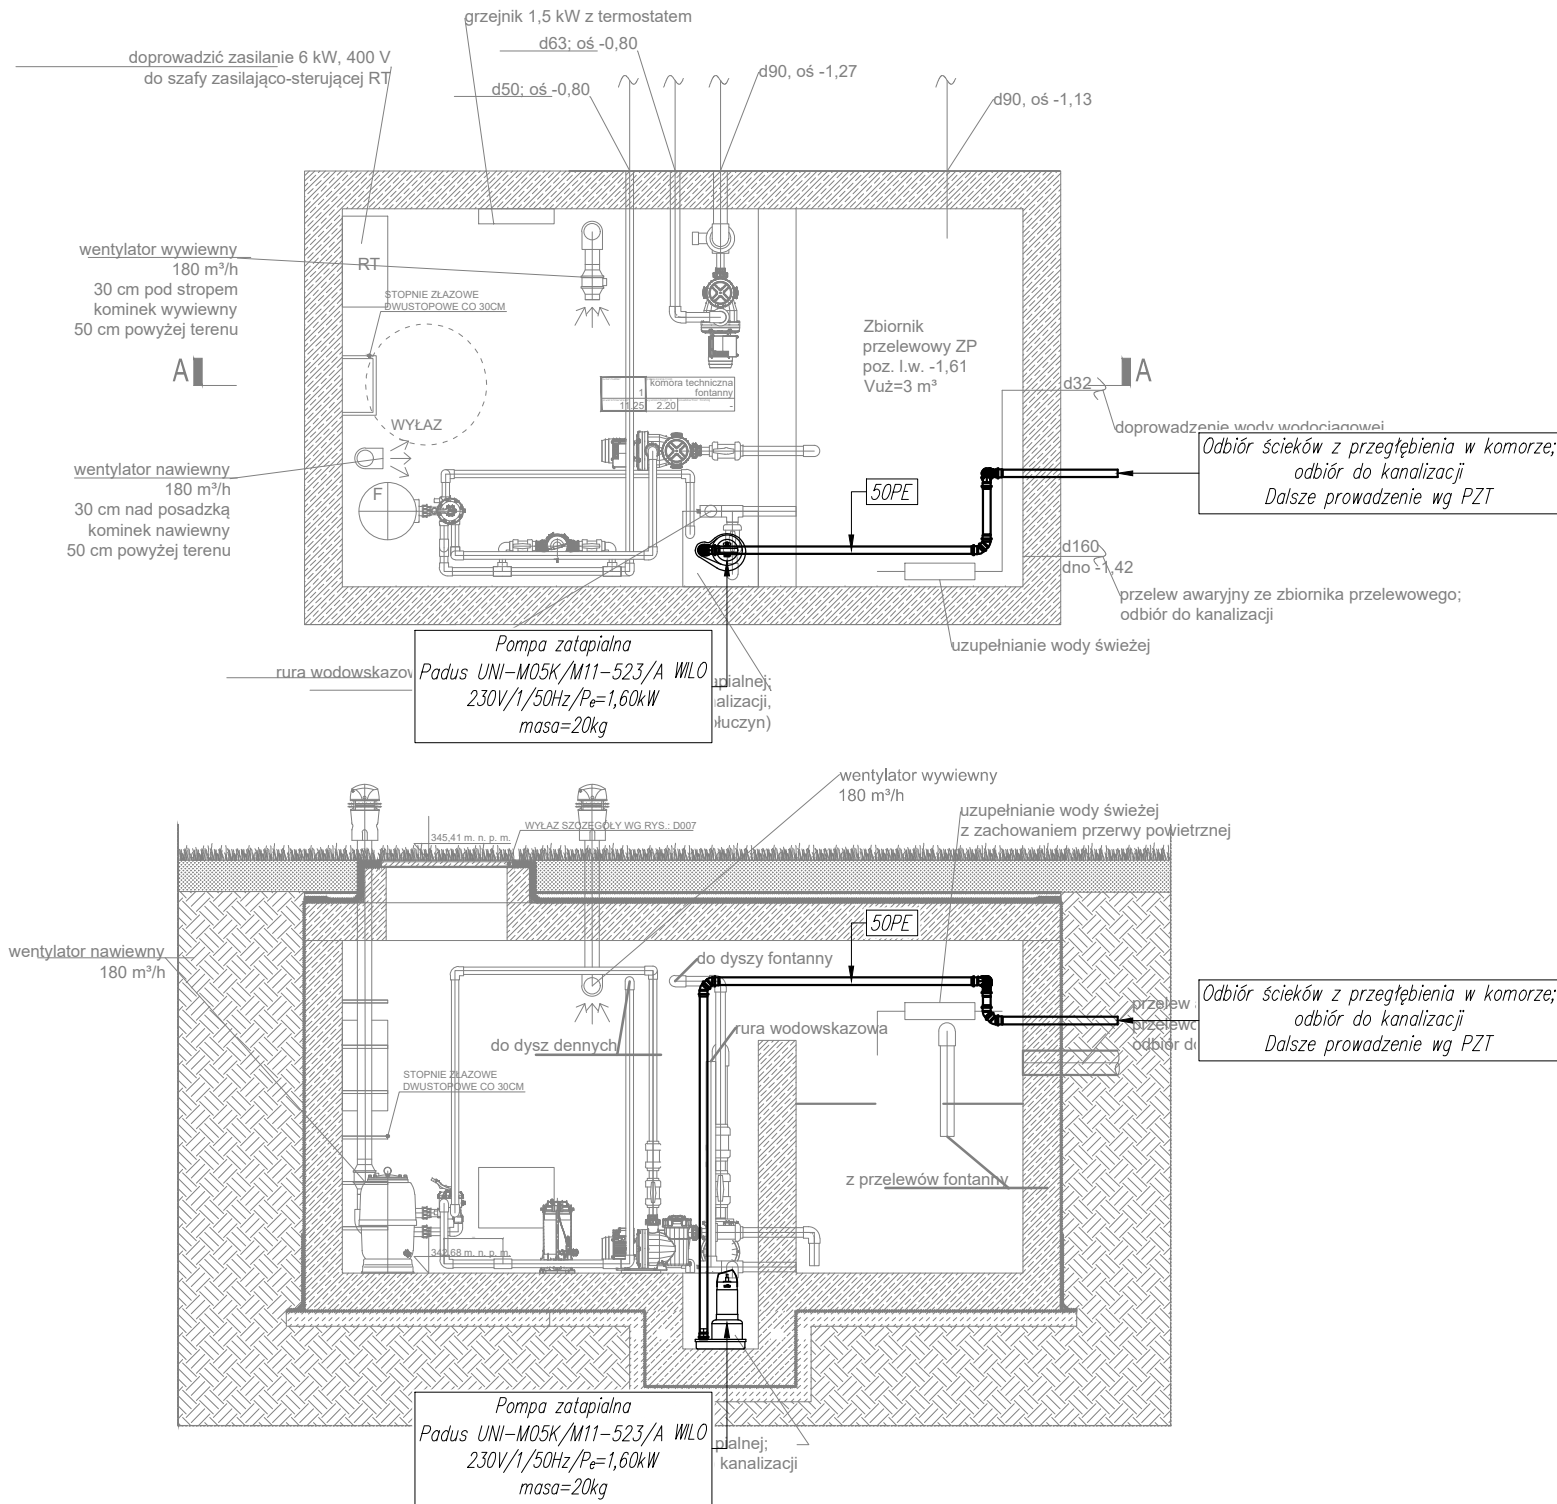 grzejnik 1,5 kW z termostatem
d63; oś -0,80
doprowadzić zasilanie 6 kW, 400 V
do szafy zasilająco-sterującej RT
d50; oś -0,80
d90, oś -1,27
d90, oś -1,13
wentylator wywiewny
180 m³/h
30 cm pod stropem
kominek wywiewny
50 cm powyżej terenu
RT
STOPNIE ZŁAZOWE
DWUSTOPOWE CO 30CM
Zbiornik
przelewowy ZP
poz. l.w. -1,61
Vuż=3 m³
A
A
komora techniczna
1
fontanny
11.25
2.20
-
d32
WYŁAZ
doprowadzenie wody wodociągowej
Odbiór ścieków z przegłębienia w komorze;
odbiór do kanalizacji
Dalsze prowadzenie wg PZT
wentylator nawiewny
180 m³/h
30 cm nad posadzką
kominek nawiewny
50 cm powyżej terenu
F
50PE
d160
dno -1,42
przelew awaryjny ze zbiornika przelewowego;
odbiór do kanalizacji
uzupełnianie wody świeżej
rura wodowskazow
Pompa zatapialna
Padus UNI-M05K/M11-523/A WILO
230V/1/50Hz/Pe=1,60kW
masa=20kg
apialnej;
nalizacji,
płuczyn)
wentylator wywiewny
180 m³/h
uzupełnianie wody świeżej
z zachowaniem przerwy powietrznej
345,41 m. n. p. m.
WYŁAZ SZCZEGÓŁY WG RYS.: D007
50PE
wentylator nawiewny
180 m³/h
do dyszy fontanny
przelew
przelewo
odbiór do
Odbiór ścieków z przegłębienia w komorze;
odbiór do kanalizacji
Dalsze prowadzenie wg PZT
rura wodowskazowa
do dysz dennych
STOPNIE ZŁAZOWE
DWUSTOPOWE CO 30CM
z przelewów fontanny
342,68 m. n. p. m.
Pompa zatapialna
Padus UNI-M05K/M11-523/A WILO
230V/1/50Hz/Pe=1,60kW
masa=20kg
pialnej;
kanalizacji